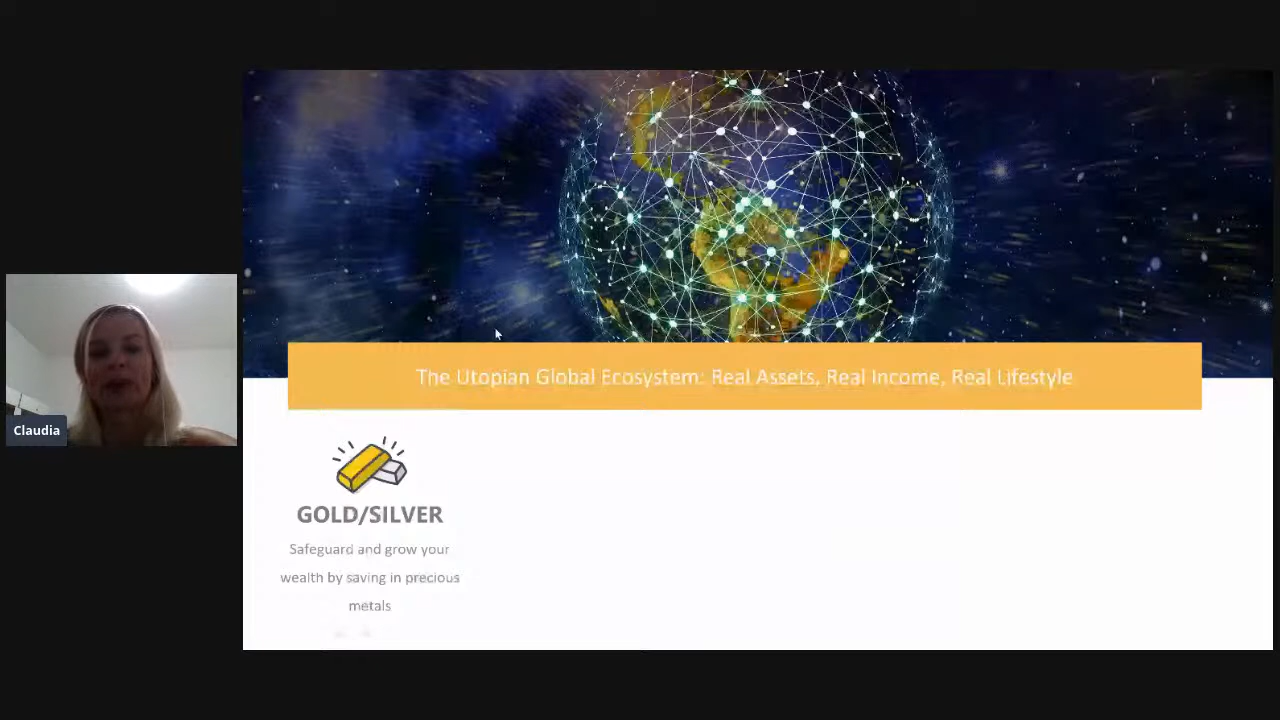 The Utopian Global Ecosystem: Real Assets, Real Income, Real Lifestyle
Claudia
GOLD/SILVER
Safeguard and grow your
wealth by saving in precious
metals